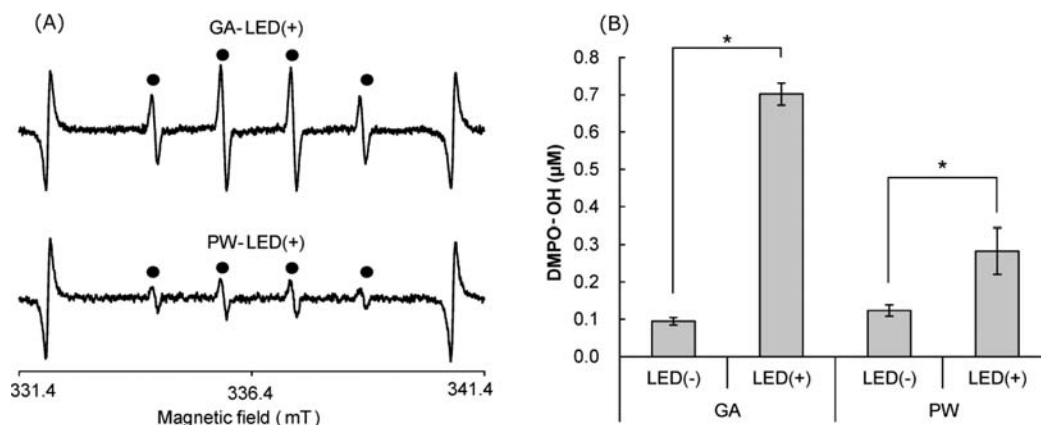 (A)
GA-LED(+)
PW-LED(+)
331.4 336.4 341.4
Magnetic field (mT)
(B)
*
*
0.8
0.7
0.6
0.5
0.4
0.3
0.2
0.1
0.0
DMPO-OH (μM)
LED(-) LED(+) LED(-) LED(+)
GA PW